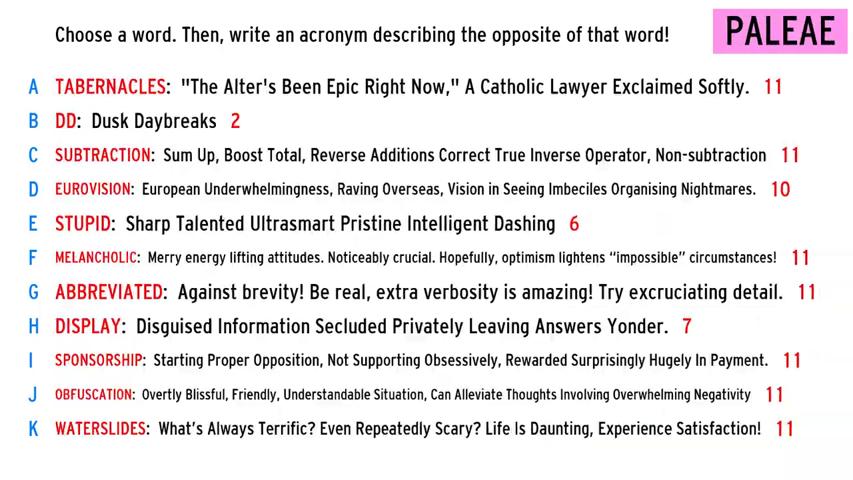 Choose a word. Then, write an acronym describing the opposite of that word!
PALEAE
A TABERNACLES: "The Alter's Been Epic Right Now," A Catholic Lawyer Exclaimed Softly. 11
B DD: Dusk Daybreaks 2
C SUBTRACTION: Sum Up, Boost Total, Reverse Additions Correct True Inverse Operator, Non-subtraction 11
D EUROVISION: European Underwhelmingness, Raving Overseas, Vision in Seeing Imbeciles Organising Nightmares. 10
E STUPID: Sharp Talented Ultrasmart Pristine Intelligent Dashing 6
F MELANCHOLIC: Merry energy lifting attitudes. Noticeably crucial. Hopefully, optimism lightens “impossible” circumstances! 11
G ABBREVIATED: Against brevity! Be real, extra verbosity is amazing! Try excruciating detail. 11
H DISPLAY: Disguised Information Secluded Privately Leaving Answers Yonder. 7
I SPONSORSHIP: Starting Proper Opposition, Not Supporting Obsessively, Rewarded Surprisingly Hugely In Payment. 11
J OBFUSCATION: Overtly Blissful, Friendly, Understandable Situation, Can Alleviate Thoughts Involving Overwhelming Negativity 11
K WATERSLIDES: What's Always Terrific? Even Repeatedly Scary? Life Is Daunting, Experience Satisfaction! 11